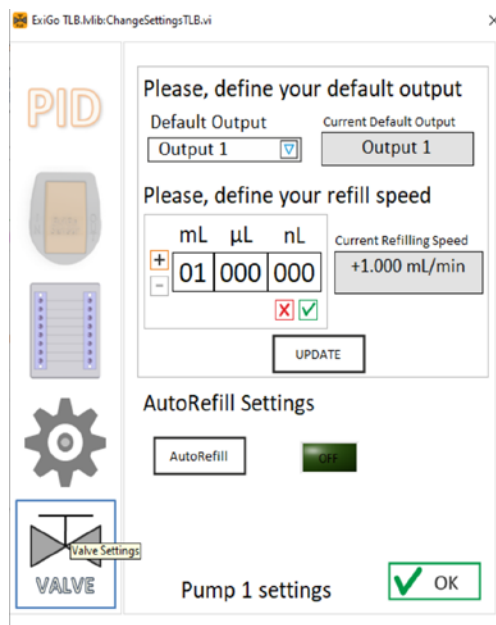 ExiGo TLB.lvlib:ChangeSettingsTLB.vi
PID
Please, define your default output
Default Output
Current Default Output
Output 1
Output 1
Please, define your refill speed
mL µL nL
Current Refilling Speed
+
-
01 000 000
+1.000 mL/min
UPDATE
AutoRefill Settings
AutoRefill
OFF
Valve Settings
VALVE
Pump 1 settings
OK